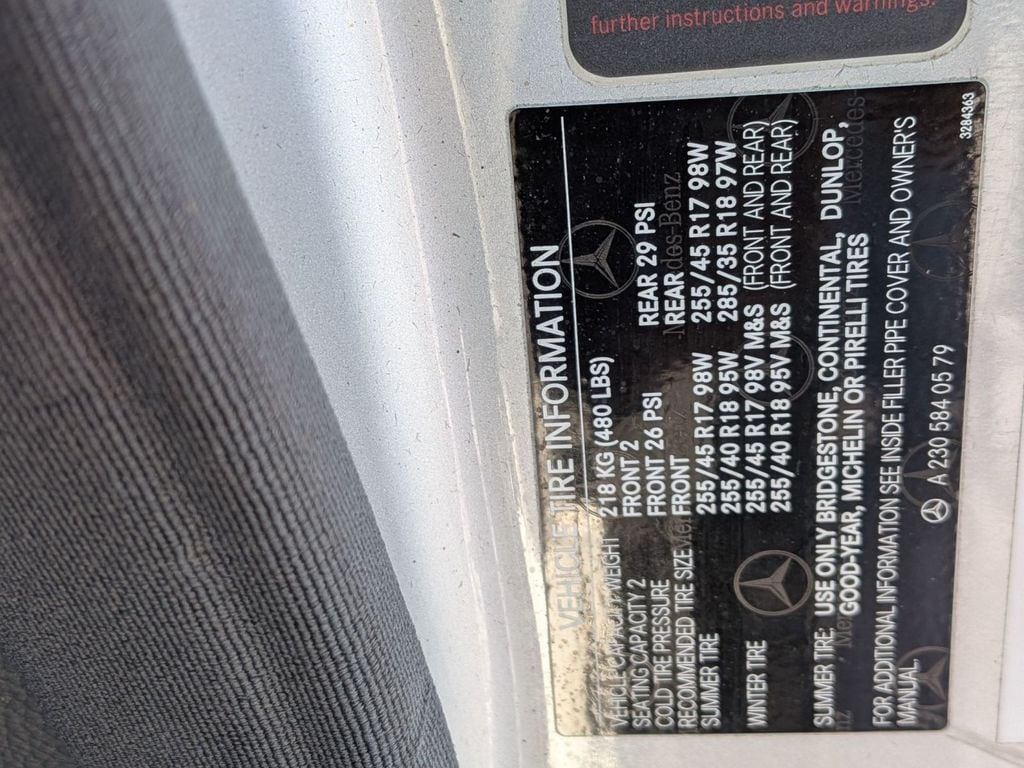 further instructions and warnings.
VEHICLE TIRE INFORMATION
VEHICLE CAPACITY WEIGHT 218 KG (480 LBS)
SEATING CAPACITY 2 FRONT 2
COLD TIRE PRESSURE FRONT 26 PSI REAR 29 PSI
RECOMMENDED TIRE SIZE FRONT REAR
SUMMER TIRE 255/45 R17 98W 255/45 R17 98W
255/40 R18 95W 285/35 R18 97W
WINTER TIRE 255/45 R17 98V M&S (FRONT AND REAR)
255/40 R18 95V M&S (FRONT AND REAR)
SUMMER TIRE: USE ONLY BRIDGESTONE, CONTINENTAL, DUNLOP,
GOOD-YEAR, MICHELIN OR PIRELLI TIRES
FOR ADDITIONAL INFORMATION SEE INSIDE FILLER PIPE COVER AND OWNER'S
MANUAL.
A 230 584 05 79
3284363
des-Benz
Mercedes-